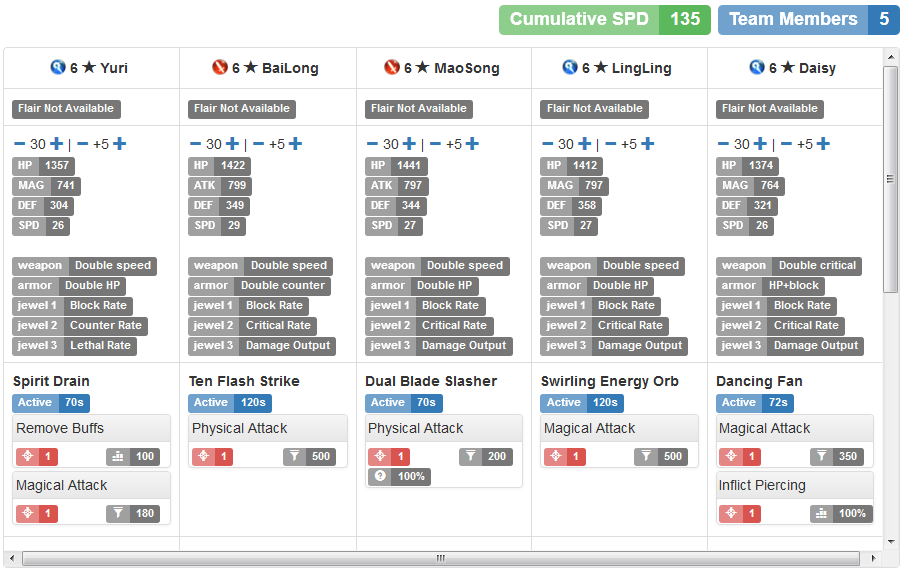 Cumulative SPD 135 Team Members 5
6 ★ Yuri
6 ★ BaiLong
6 ★ MaoSong
6 ★ LingLing
6 ★ Daisy
Flair Not Available
Flair Not Available
Flair Not Available
Flair Not Available
Flair Not Available
− 30 + | − +5 +
− 30 + | − +5 +
− 30 + | − +5 +
− 30 + | − +5 +
− 30 + | − +5 +
HP 1357
MAG 741
DEF 304
SPD 26
HP 1422
ATK 799
DEF 349
SPD 29
HP 1441
ATK 797
DEF 344
SPD 27
HP 1412
MAG 797
DEF 358
SPD 27
HP 1374
MAG 764
DEF 321
SPD 26
weapon Double speed
armor Double HP
jewel 1 Block Rate
jewel 2 Counter Rate
jewel 3 Lethal Rate
weapon Double speed
armor Double counter
jewel 1 Block Rate
jewel 2 Critical Rate
jewel 3 Damage Output
weapon Double speed
armor Double HP
jewel 1 Block Rate
jewel 2 Critical Rate
jewel 3 Damage Output
weapon Double speed
armor Double HP
jewel 1 Block Rate
jewel 2 Critical Rate
jewel 3 Damage Output
weapon Double critical
armor HP+block
jewel 1 Block Rate
jewel 2 Critical Rate
jewel 3 Damage Output
Spirit Drain
Active 70s
Remove Buffs
1 100
Magical Attack
1 180
Ten Flash Strike
Active 120s
Physical Attack
1 500
Dual Blade Slasher
Active 70s
Physical Attack
1 200
? 100%
Swirling Energy Orb
Active 120s
Magical Attack
1 500
Dancing Fan
Active 72s
Magical Attack
1 350
Inflict Piercing
1 100%